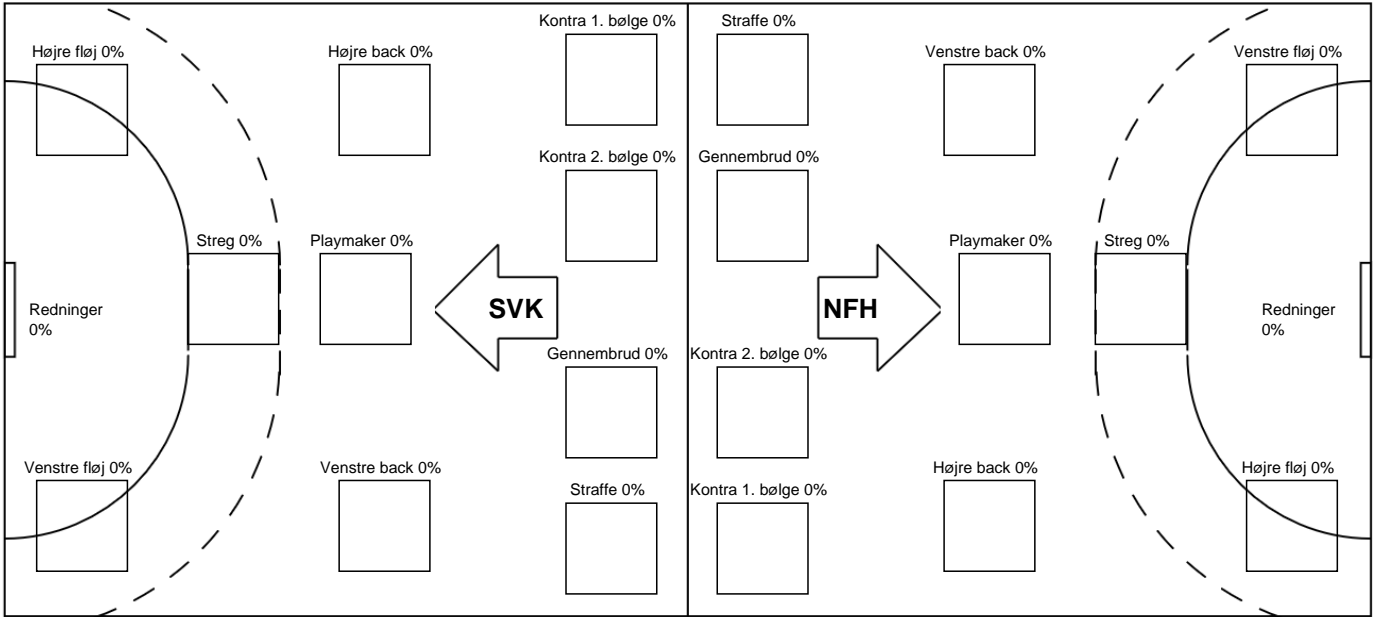 Kontra 1. bølge 0%
Straffe 0%
Højre fløj 0%
Højre back 0%
Venstre back 0%
Venstre fløj 0%
Kontra 2. bølge 0%
Gennembrud 0%
Streg 0%
Playmaker 0%
Playmaker 0%
Streg 0%
SVK
NFH
Redninger
0%
Redninger
0%
Gennembrud 0%
Kontra 2. bølge 0%
Venstre fløj 0%
Venstre back 0%
Højre back 0%
Højre fløj 0%
Straffe 0%
Kontra 1. bølge 0%